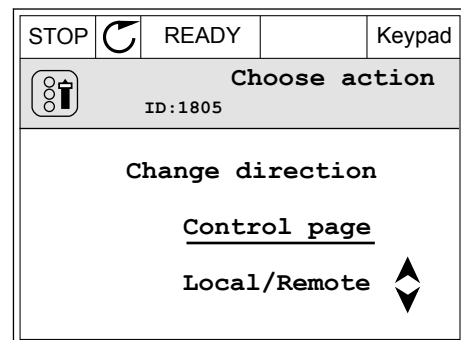 STOP READY Keypad
Choose action
ID:1805
Change direction
Control page
Local/Remote